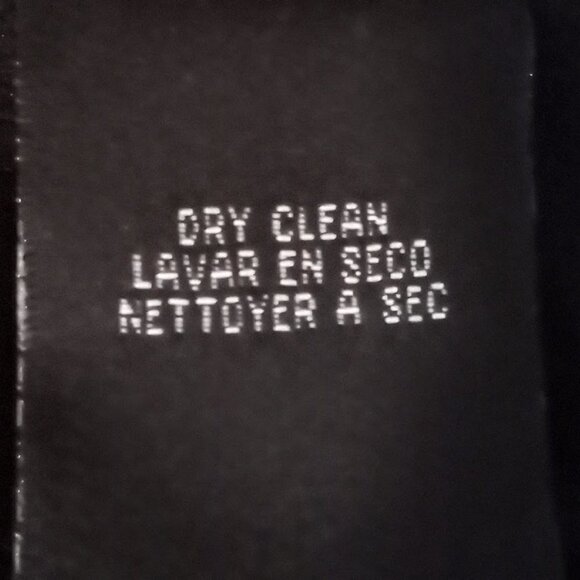 DRY CLEAN
LAVAR EN SECO
NETTOYER A SEC